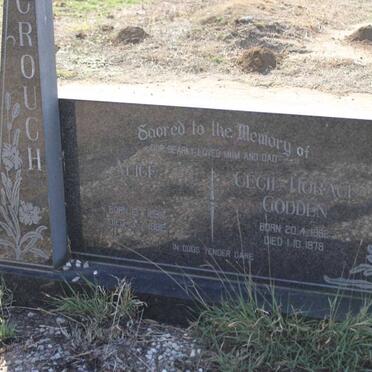 CROUCH
Sacred to the Memory of
OUR DEARLY LOVED MUM AND DAD
ALICE
CECIL HORACE
GODDEN
BORN 20.4.
DIED 1.10.1978
IN GODS TENDER CARE